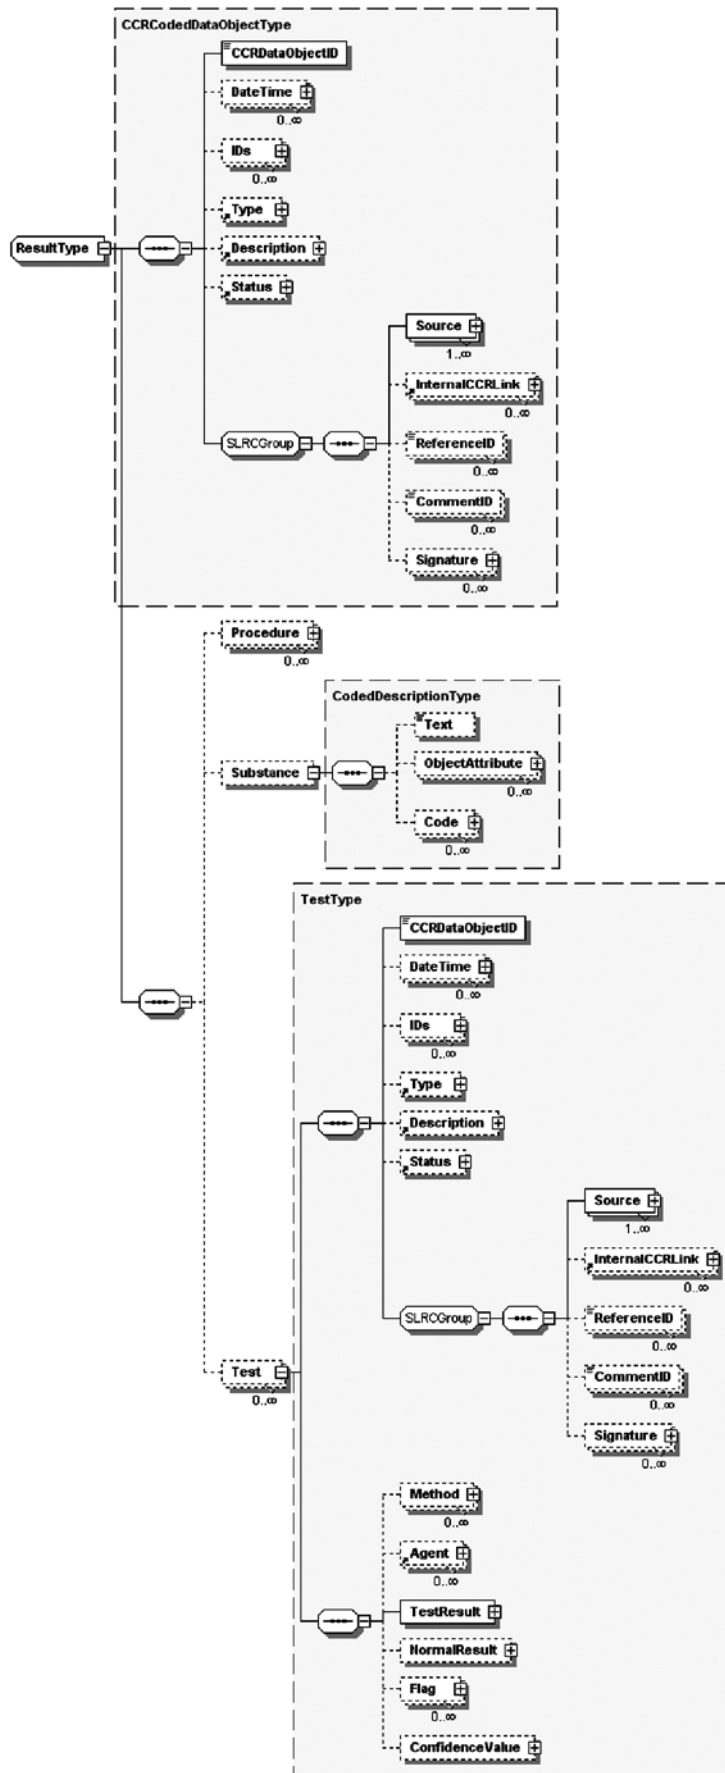 CCRCodedDataObjectType
CCRDataObjectID
DateTime
0..∞
IDs
0..∞
Type
ResultType
Description
Status
Source
1..∞
InternalCCRLink
0..∞
SLRCGroup
ReferenceID
0..∞
CommentID
0..∞
Signature
0..∞
Procedure
0..∞
CodedDescriptionType
Text
Substance
ObjectAttribute
0..∞
Code
0..∞
TestType
CCRDataObjectID
DateTime
0..∞
IDs
0..∞
Type
Description
Status
Source
1..∞
InternalCCRLink
0..∞
SLRCGroup
ReferenceID
0..∞
Test
0..∞
CommentID
0..∞
Signature
0..∞
Method
0..∞
Agent
0..∞
TestResult
NormalResult
Flag
0..∞
ConfidenceValue